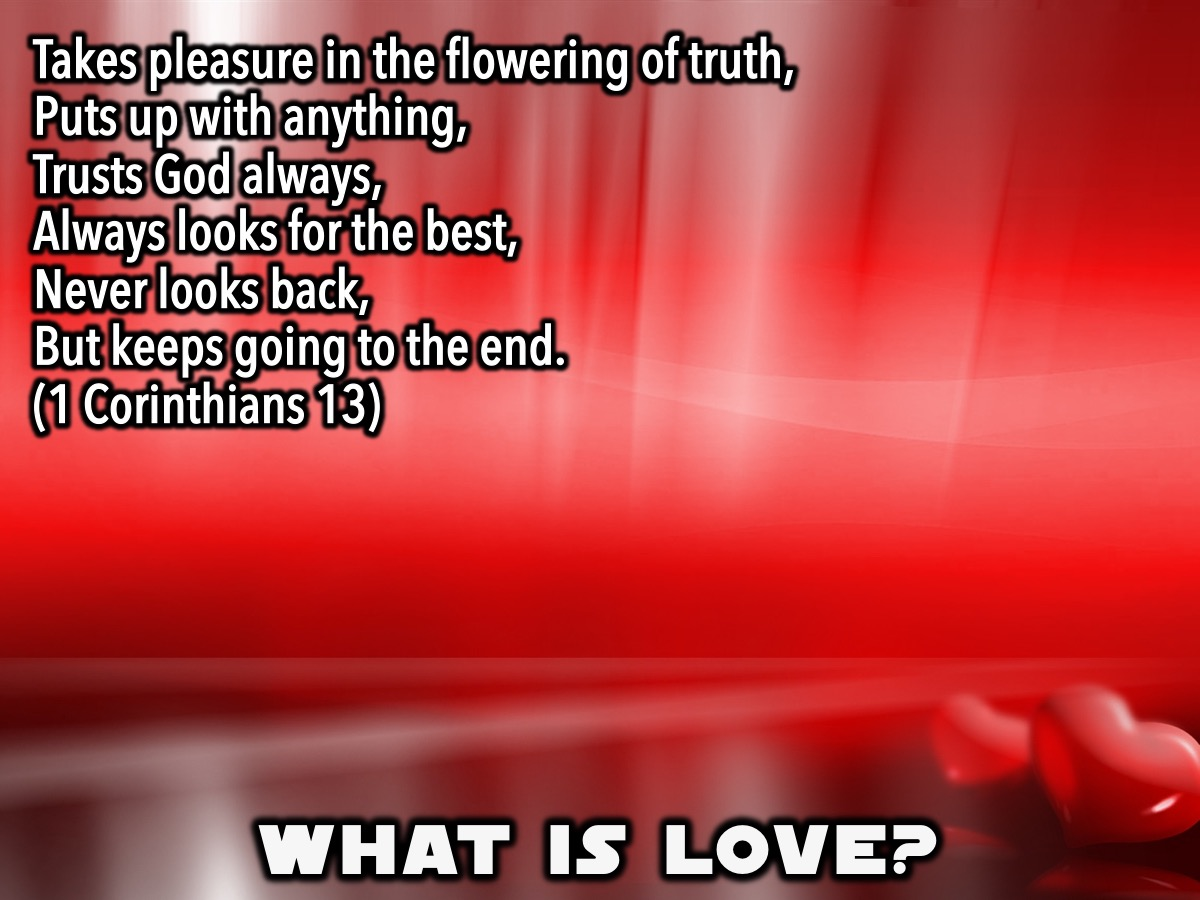 Takes pleasure in the flowering of truth,
Puts up with anything,
Trusts God always,
Always looks for the best,
Never looks back,
But keeps going to the end.
(1 Corinthians 13)
WHAT IS LOVE?